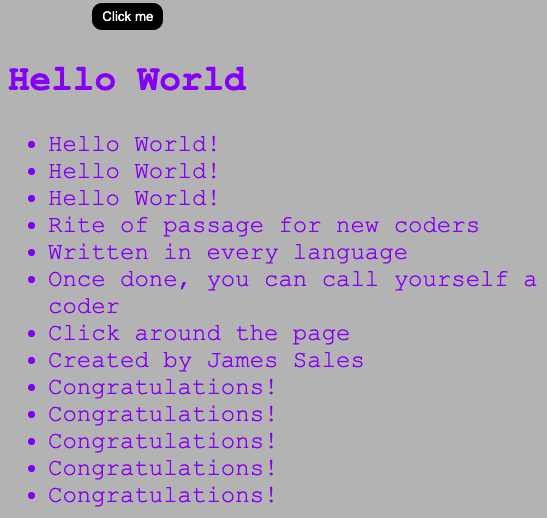 Click me
Hello World
Hello World!
Hello World!
Hello World!
Rite of passage for new coders
Written in every language
Once done, you can call yourself a
coder
Click around the page
Created by James Sales
Congratulations!
Congratulations!
Congratulations!
Congratulations!
Congratulations!